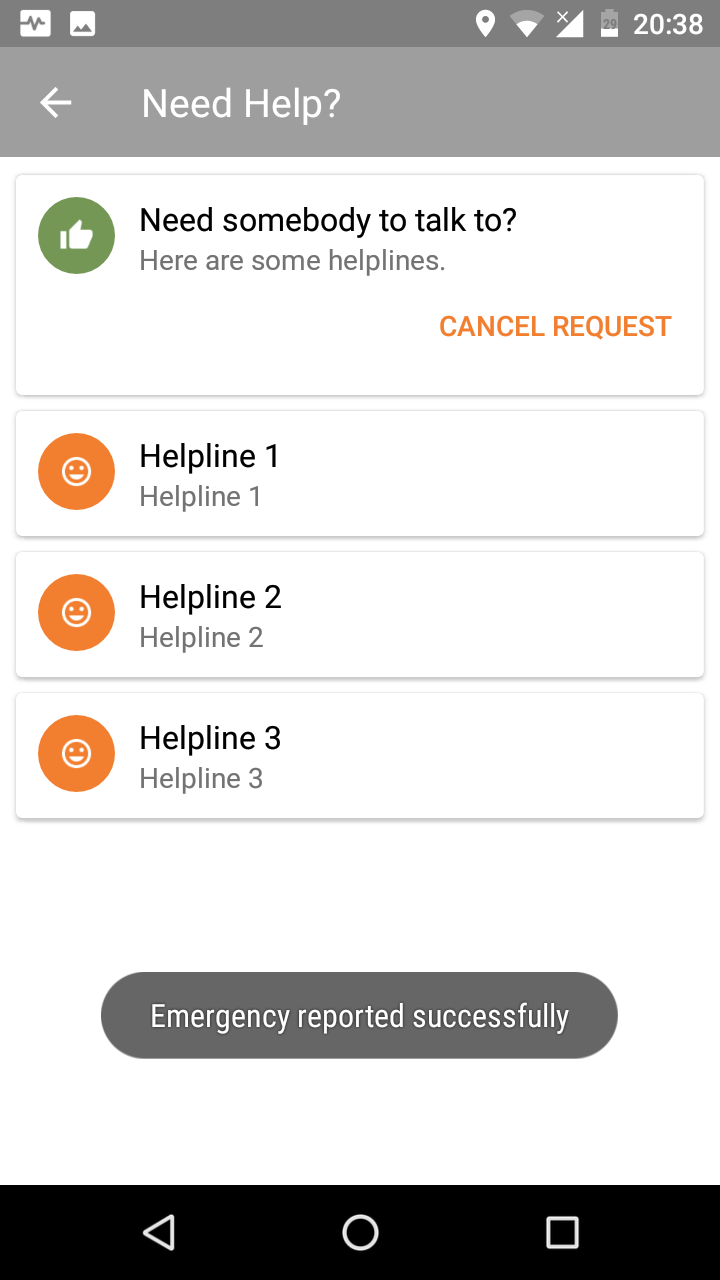 29 20:38
Need Help?
Need somebody to talk to?
Here are some helplines.
CANCEL REQUEST
Helpline 1
Helpline 1
Helpline 2
Helpline 2
Helpline 3
Helpline 3
Emergency reported successfully